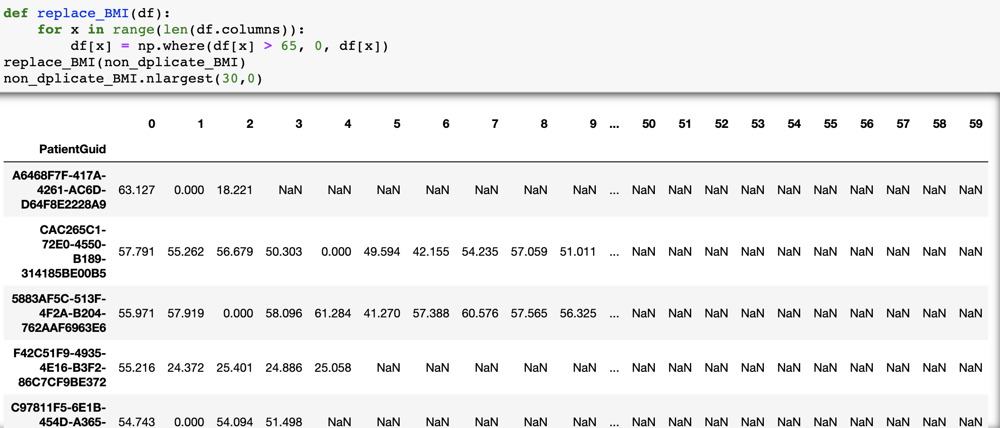 def replace_BMI(df):
    for x in range(len(df.columns)):
        df[x] = np.where(df[x] > 65, 0, df[x])
replace_BMI(non_dplicate_BMI)
non_dplicate_BMI.nlargest(30,0)
0 1 2 3 4 5 6 7 8 9 ... 50 51 52 53 54 55 56 57 58 59
PatientGuid
A6468F7F-417A-
4261-AC6D- 63.127 0.000 18.221 NaN NaN NaN NaN NaN NaN NaN ... NaN NaN NaN NaN NaN NaN NaN NaN NaN NaN
D64F8E2228A9
CAC265C1-
72E0-4550-
57.791 55.262 56.679 50.303 0.000 49.594 42.155 54.235 57.059 51.011 ... NaN NaN NaN NaN NaN NaN NaN NaN NaN NaN
B189-
314185BE00B5
5883AF5C-513F-
4F2A-B204- 55.971 57.919 0.000 58.096 61.284 41.270 57.388 60.576 57.565 56.325 ... NaN NaN NaN NaN NaN NaN NaN NaN NaN NaN
762AAF6963E6
F42C51F9-4935-
4E16-B3F2- 55.216 24.372 25.401 24.886 25.058 NaN NaN NaN NaN NaN ... NaN NaN NaN NaN NaN NaN NaN NaN NaN NaN
86C7CF9BE372
C97811F5-6E1B-
454D-A365- 54.743 0.000 54.094 51.498 NaN NaN NaN NaN NaN NaN ... NaN NaN NaN NaN NaN NaN NaN NaN NaN NaN